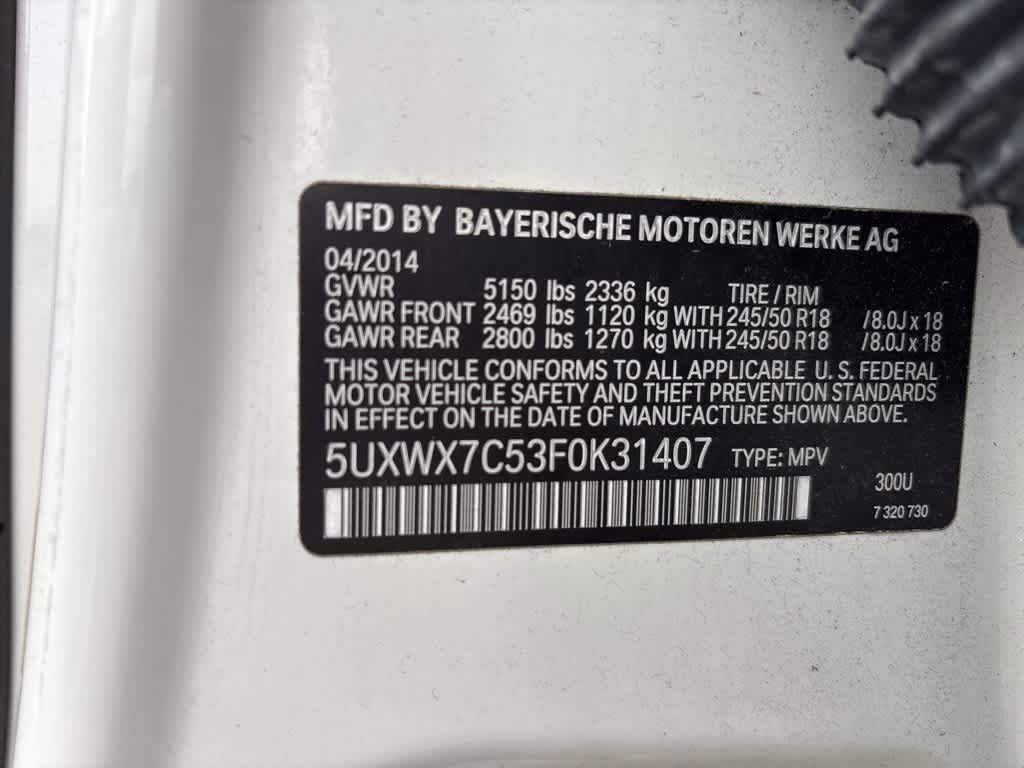 MFD BY BAYERISCHE MOTOREN WERKE AG
04/2014
GVWR 5150 lbs 2336 kg TIRE / RIM
GAWR FRONT 2469 lbs 1120 kg WITH 245/50 R18 /8.0J x 18
GAWR REAR 2800 lbs 1270 kg WITH 245/50 R18 /8.0J x 18
THIS VEHICLE CONFORMS TO ALL APPLICABLE U. S. FEDERAL
MOTOR VEHICLE SAFETY AND THEFT PREVENTION STANDARDS
IN EFFECT ON THE DATE OF MANUFACTURE SHOWN ABOVE.
5UXWX7C53F0K31407 TYPE: MPV
300U
7 320 730